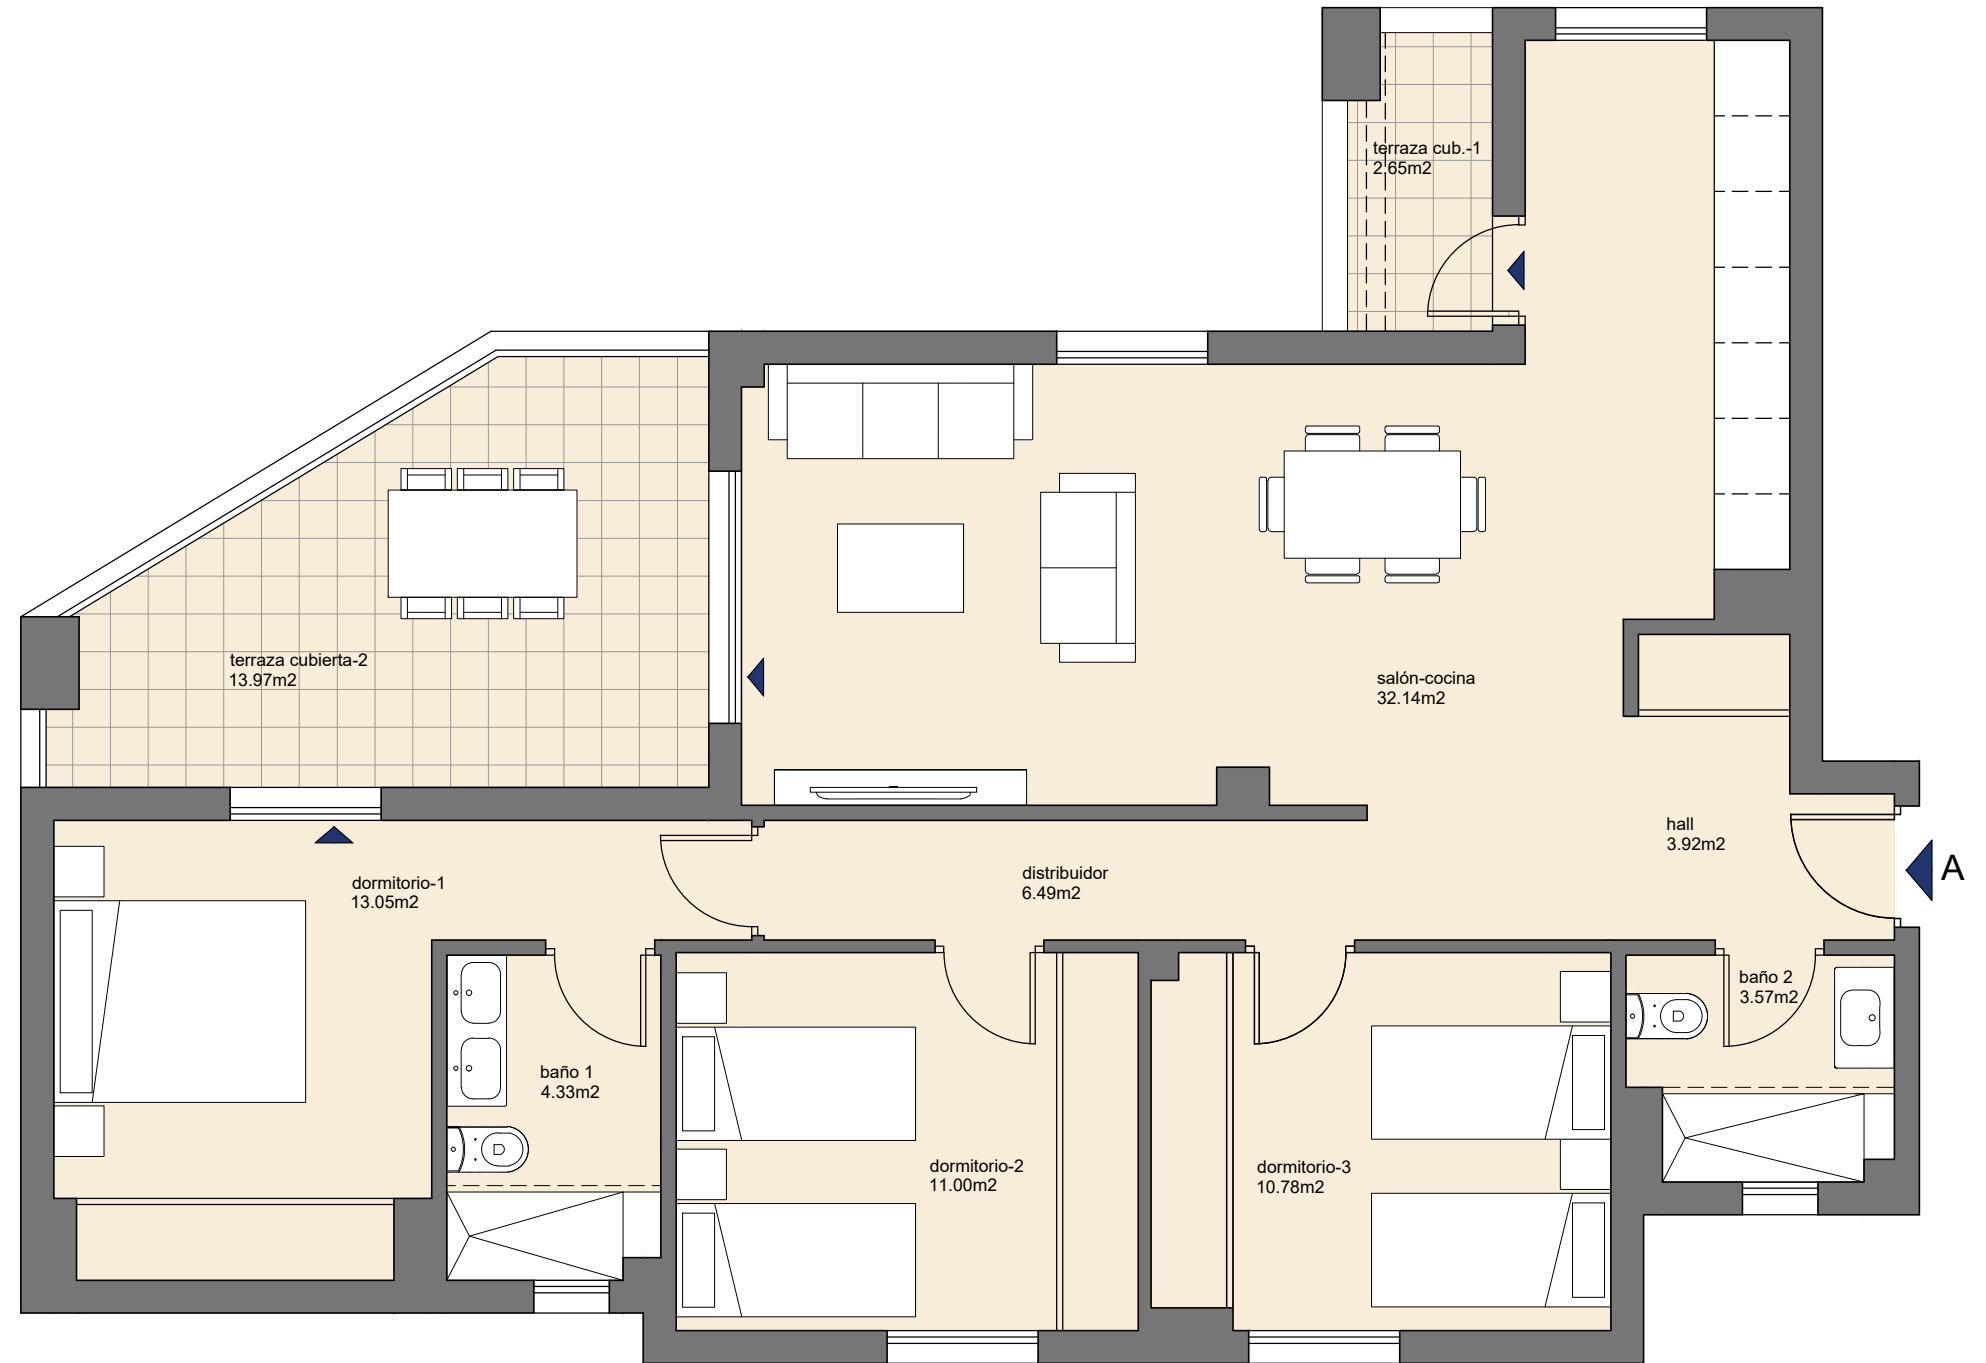 terraza cub.-1
2.65m2
terraza cubierta-2
13.97m2
salón-cocina
32.14m2
hall
3.92m2
A
distribuidor
6.49m2
dormitorio-1
13.05m2
baño 2
3.57m2
baño 1
4.33m2
dormitorio-2
11.00m2
dormitorio-3
10.78m2